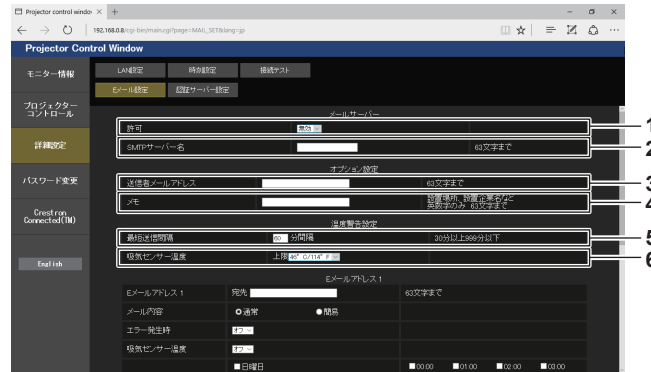 Projector control windov
192.168.0.8/cgi-bin/main.cgi?page=MAIL_SET&lang=jp
Projector Control Window
モニター情報
プロジェクター
コントロール
詳細設定
パスワード変更
Crestron
Connected(TM)
English
LAN設定 時刻設定 接続テスト
Eメール設定 認証サーバー設定
メールサーバー
許可 無効 1
SMTPサーバー名 63文字まで 2
オプション設定
送信者メールアドレス 63文字まで 3
メモ 設置場所、設置企業名など
英数字のみ 63文字まで 4
温度警告設定
最短送信間隔 60 分間隔 30分以上999分以下 5
吸気センサー温度 上限 46°C/114°F 6
Eメールアドレス 1
Eメールアドレス 1 宛先 63文字まで
メール内容 通常 簡易
エラー発生時 オフ
吸気センサー温度 オフ
日曜日 00:00 01:00 02:00 03:00